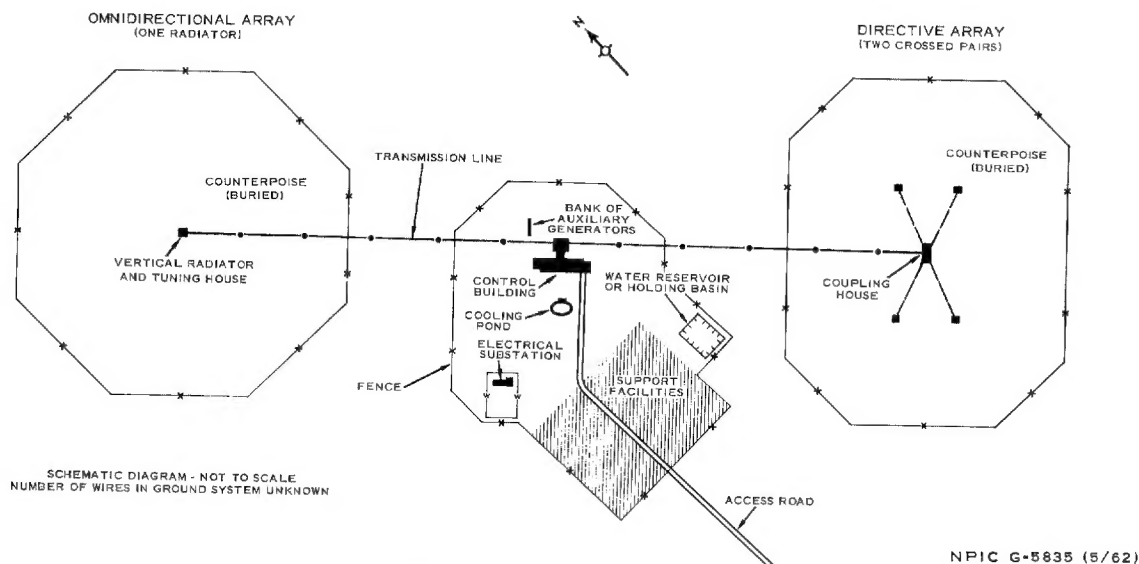 OMNIDIRECTIONAL ARRAY
(ONE RADIATOR)
N
DIRECTIVE ARRAY
(TWO CROSSED PAIRS)
TRANSMISSION LINE
COUNTERPOISE
(BURIED)
COUNTERPOISE
(BURIED)
BANK OF
AUXILIARY
GENERATORS
VERTICAL RADIATOR
AND TUNING HOUSE
CONTROL
BUILDING
WATER RESERVOIR
OR HOLDING BASIN
COUPLING
HOUSE
COOLING
POND
ELECTRICAL
SUBSTATION
FENCE
SUPPORT
FACILITIES
SCHEMATIC DIAGRAM - NOT TO SCALE
NUMBER OF WIRES IN GROUND SYSTEM UNKNOWN
ACCESS ROAD
NPIC G-5835 (5/62)